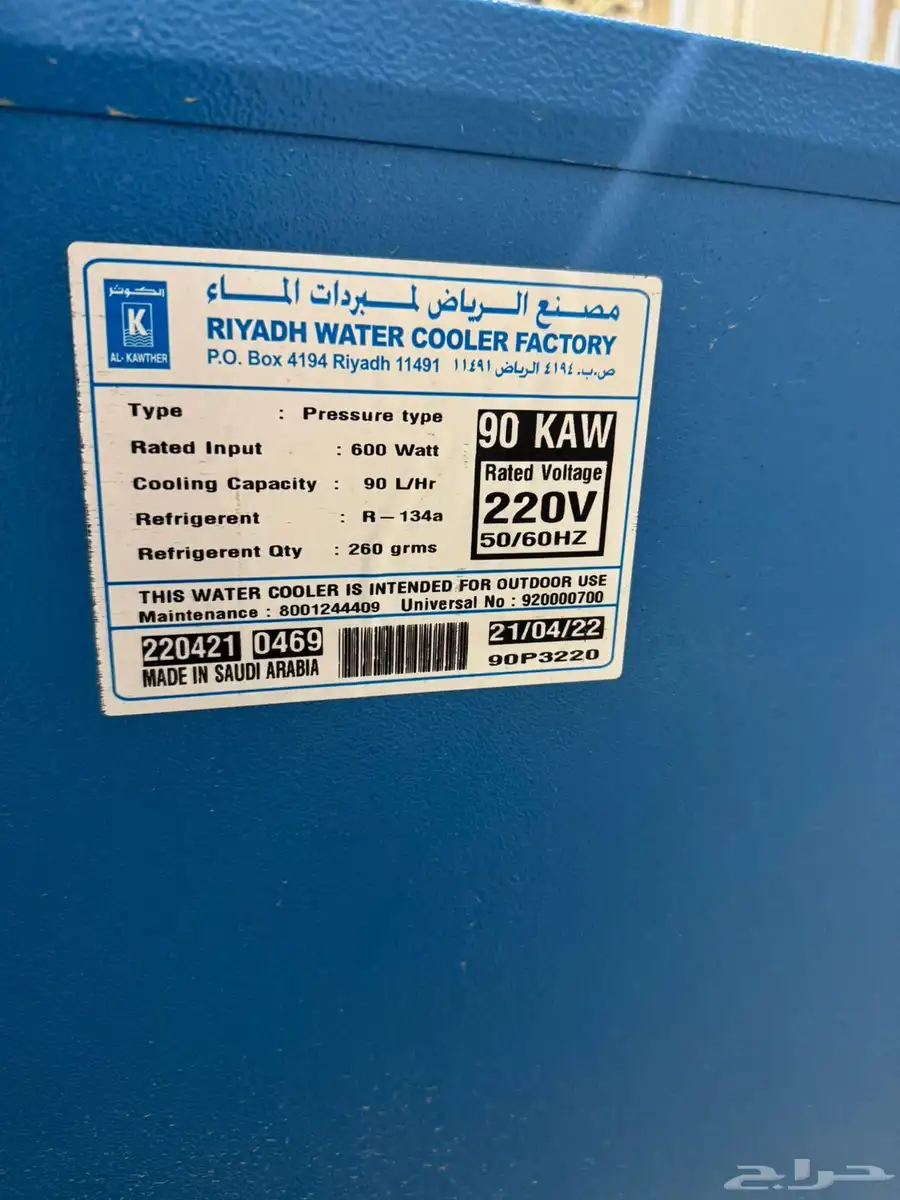 الكوثر
K
AL-KAWTHER
مصنع الرياض لمبردات الماء
RIYADH WATER COOLER FACTORY
P.O. Box 4194 Riyadh 11491 ص.ب. ٤١٩٤ الرياض ١١٤٩١
Type : Pressure type
Rated Input : 600 Watt
Cooling Capacity : 90 L/Hr
Refrigerent : R-134a
Refrigerent Qty : 260 grms
90 KAW
Rated Voltage
220V
50/60HZ
THIS WATER COOLER IS INTENDED FOR OUTDOOR USE
Maintenance : 8001244409 Universal No : 920000700
220421 0469
MADE IN SAUDI ARABIA
21/04/22
90P3220
حراج